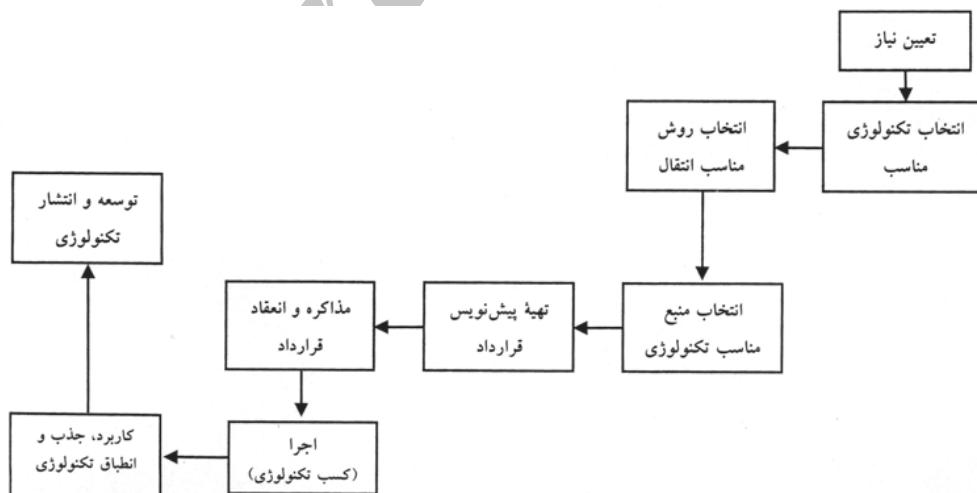 تعیین نیاز
انتخاب تکنولوژی
مناسب
انتخاب روش
مناسب انتقال
انتخاب منبع
مناسب تکنولوژی
تهیهٔ پیش‌نویس
قرارداد
مذاکره و انعقاد
قرارداد
اجرا
(کسب تکنولوژی)
کاربرد، جذب و
انطباق تکنولوژی
توسعه و انتشار
تکنولوژی